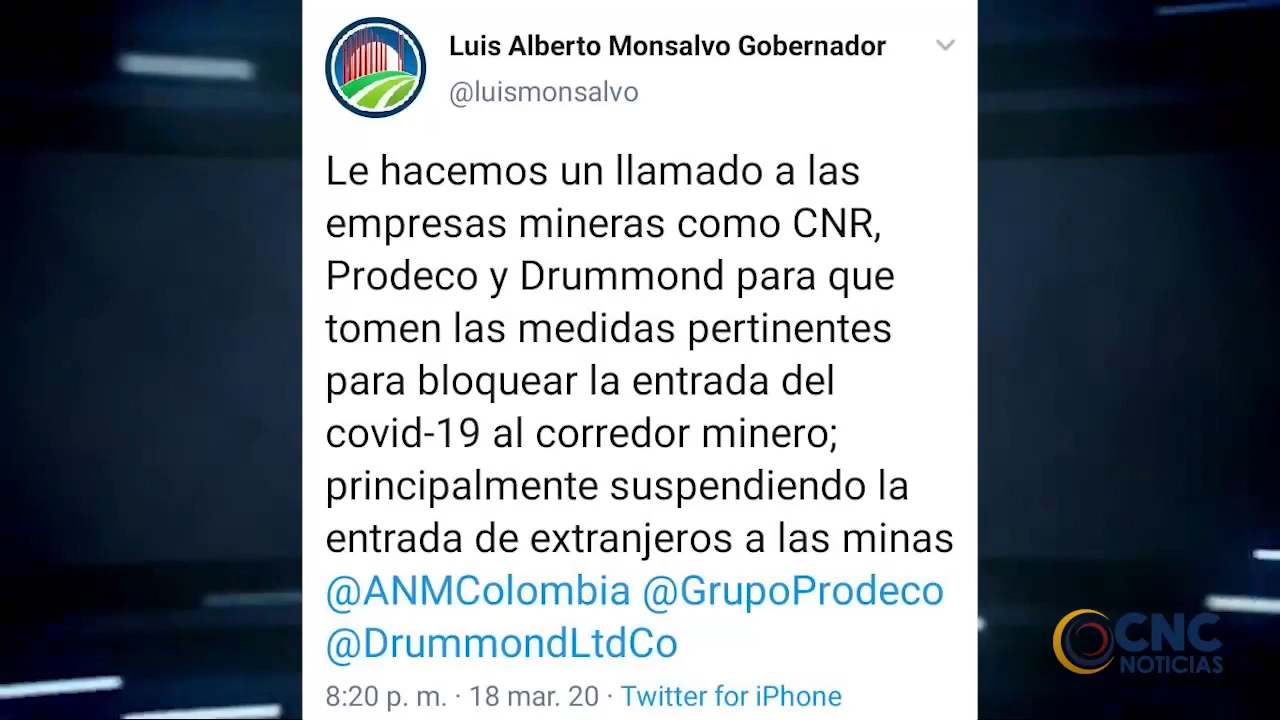 Luis Alberto Monsalvo Gobernador
@luismonsalvo
Le hacemos un llamado a las
empresas mineras como CNR,
Prodeco y Drummond para que
tomen las medidas pertinentes
para bloquear la entrada del
covid-19 al corredor minero;
principalmente suspendiendo la
entrada de extranjeros a las minas
@ANMColombia @GrupoProdeco
@DrummondLtdCo
8:20 p. m. · 18 mar. 20 · Twitter for iPhone
CNC
NOTICIAS